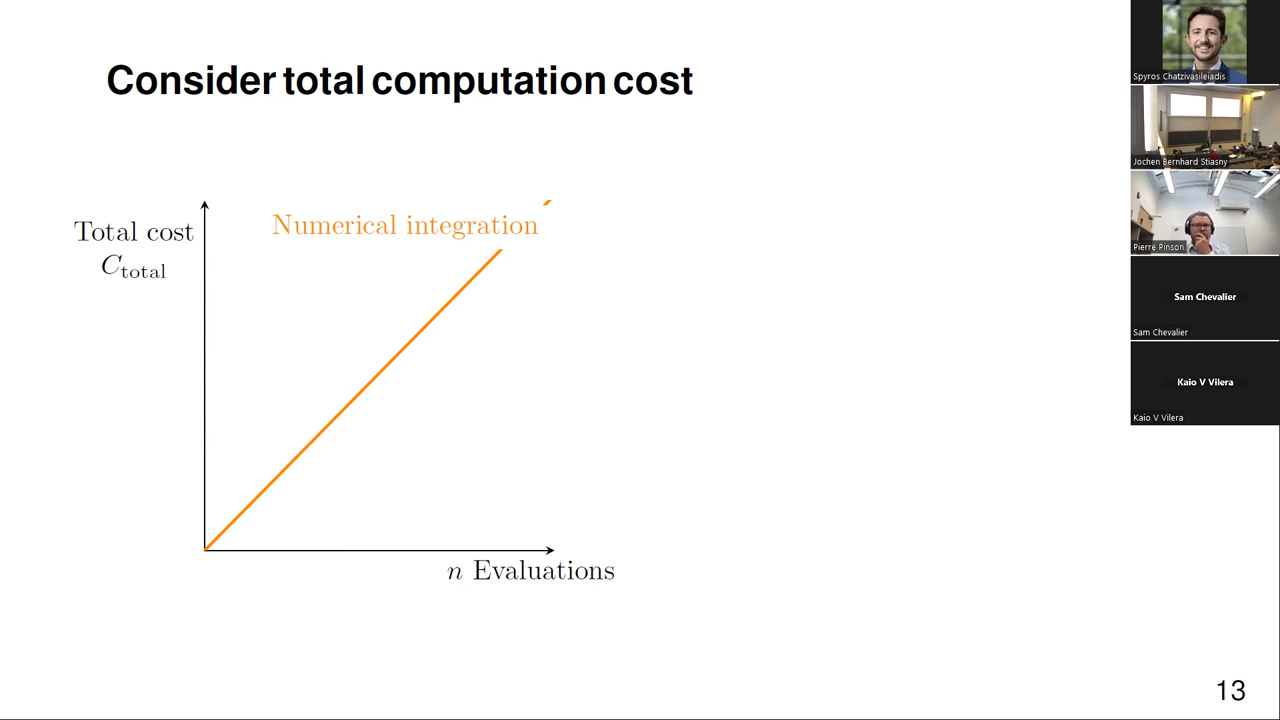 Consider total computation cost
Total cost
C_total
Numerical integration
n Evaluations
13
Spyros Chatzivasileiadis
Jochen Bernhard Stiasny
Pierre Pinson
Sam Chevalier
Sam Chevalier
Kaio V Vilera
Kaio V Vilera